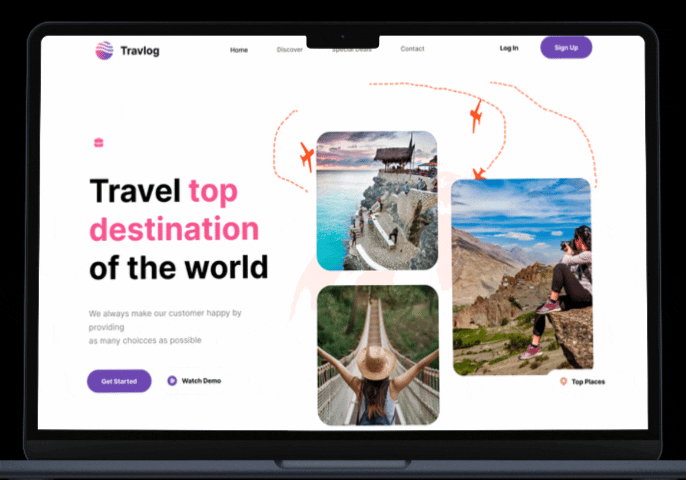 Travlog
Home
Discover
Special Deals
Contact
Log In
Sign Up
Travel top
destination
of the world
We always make our customer happy by
providing
as many choicces as possible
Get Started
Watch Demo
Top Places